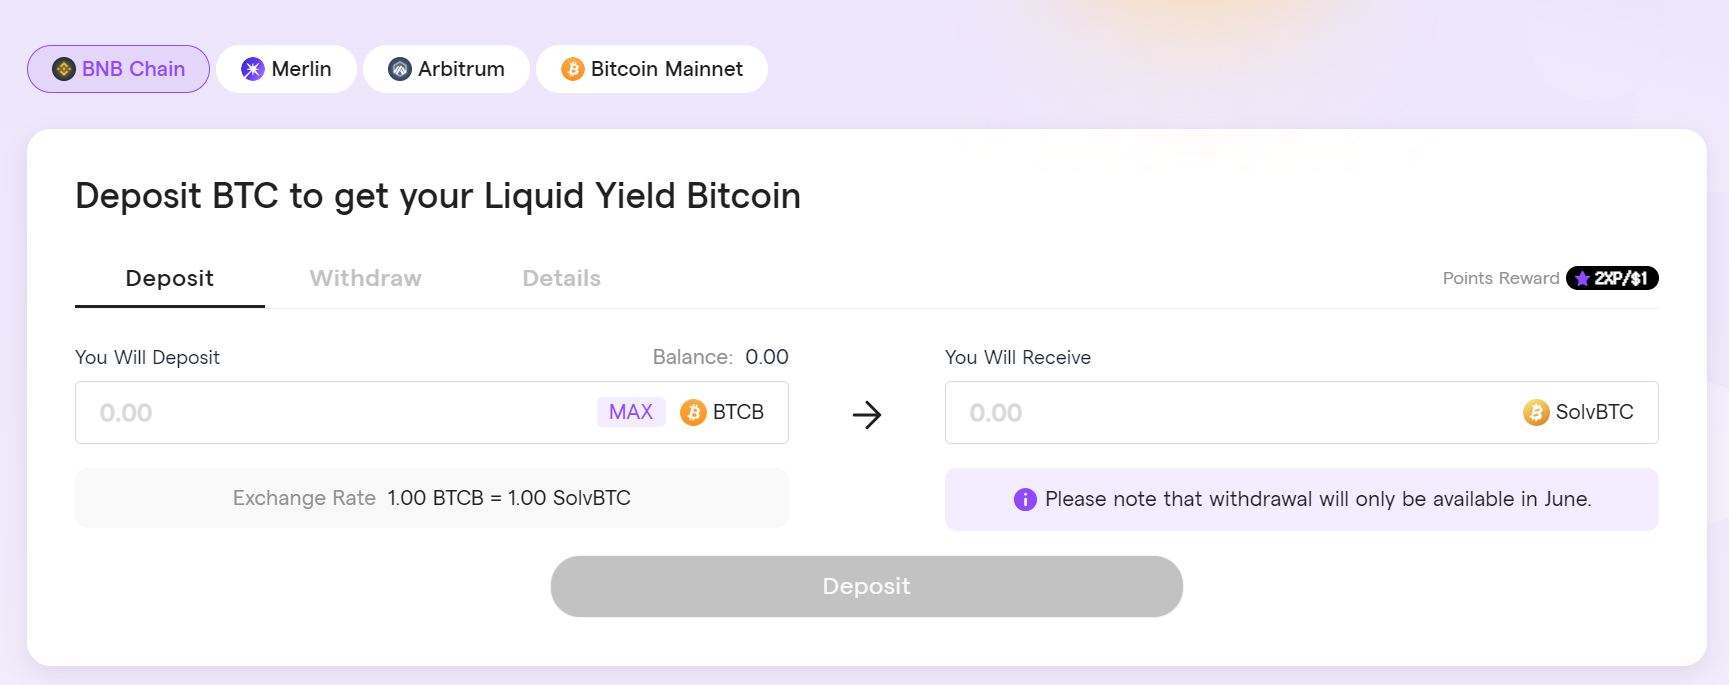 BNB Chain Merlin Arbitrum Bitcoin Mainnet
Deposit BTC to get your Liquid Yield Bitcoin
Deposit Withdraw Details Points Reward 2XP/$1
You Will Deposit Balance: 0.00 You Will Receive
0.00 MAX BTCB 0.00 SolvBTC
Exchange Rate 1.00 BTCB = 1.00 SolvBTC
Please note that withdrawal will only be available in June.
Deposit